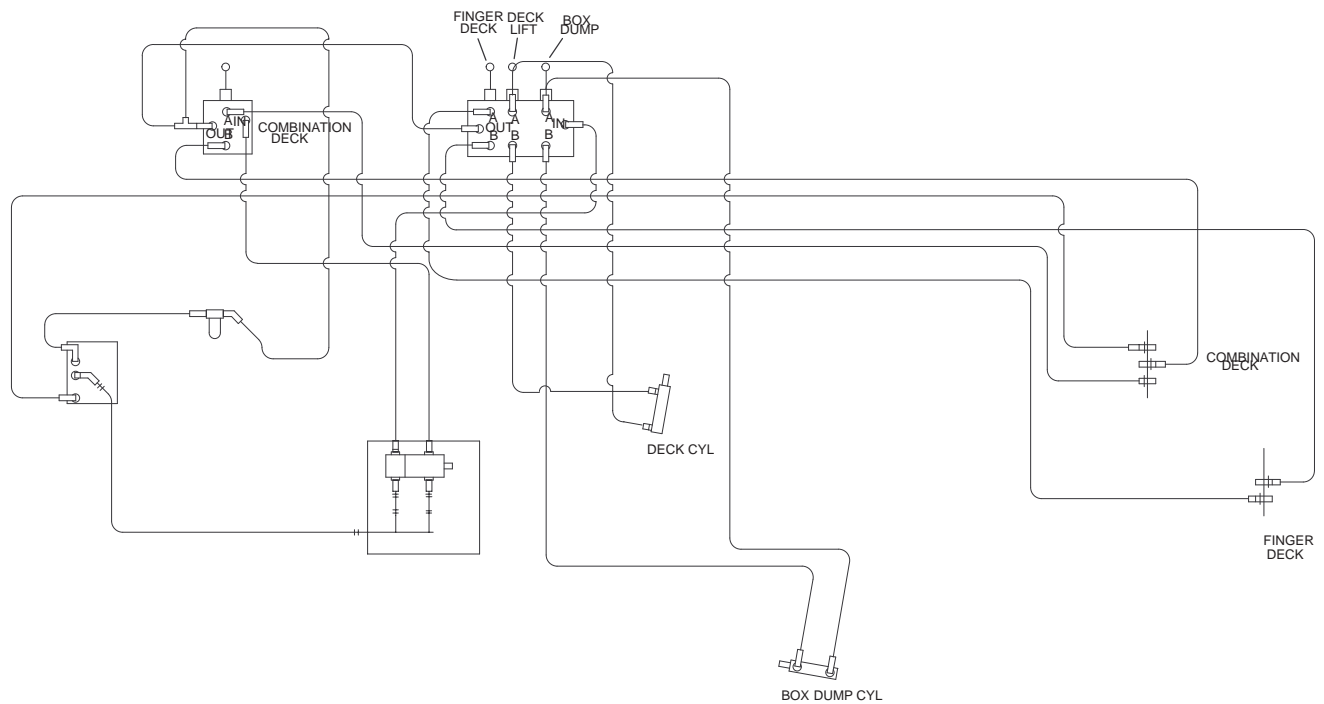 FINGER
DECK
DECK
LIFT
BOX
DUMP
A
IN
OUT
B
COMBINATION
DECK
A
A
A
OUT
IN
B
B
B
COMBINATION
DECK
DECK CYL
FINGER
DECK
BOX DUMP CYL